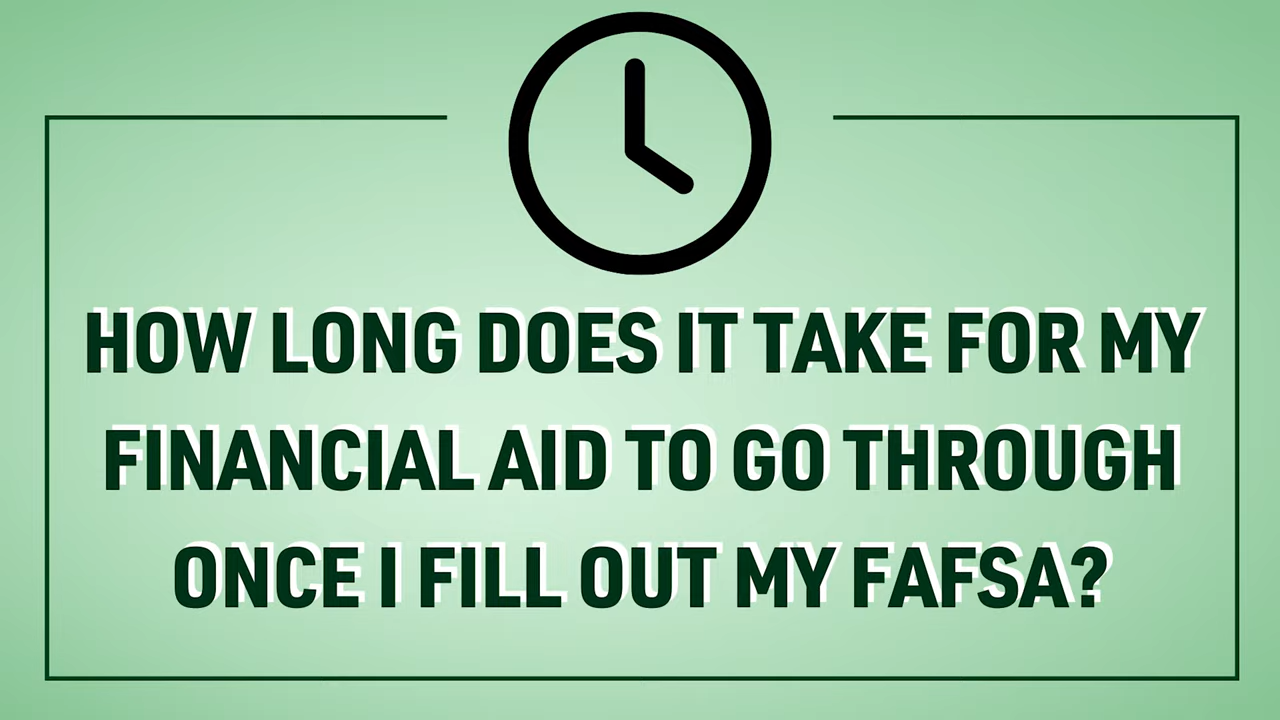 HOW LONG DOES IT TAKE FOR MY
FINANCIAL AID TO GO THROUGH
ONCE I FILL OUT MY FAFSA?